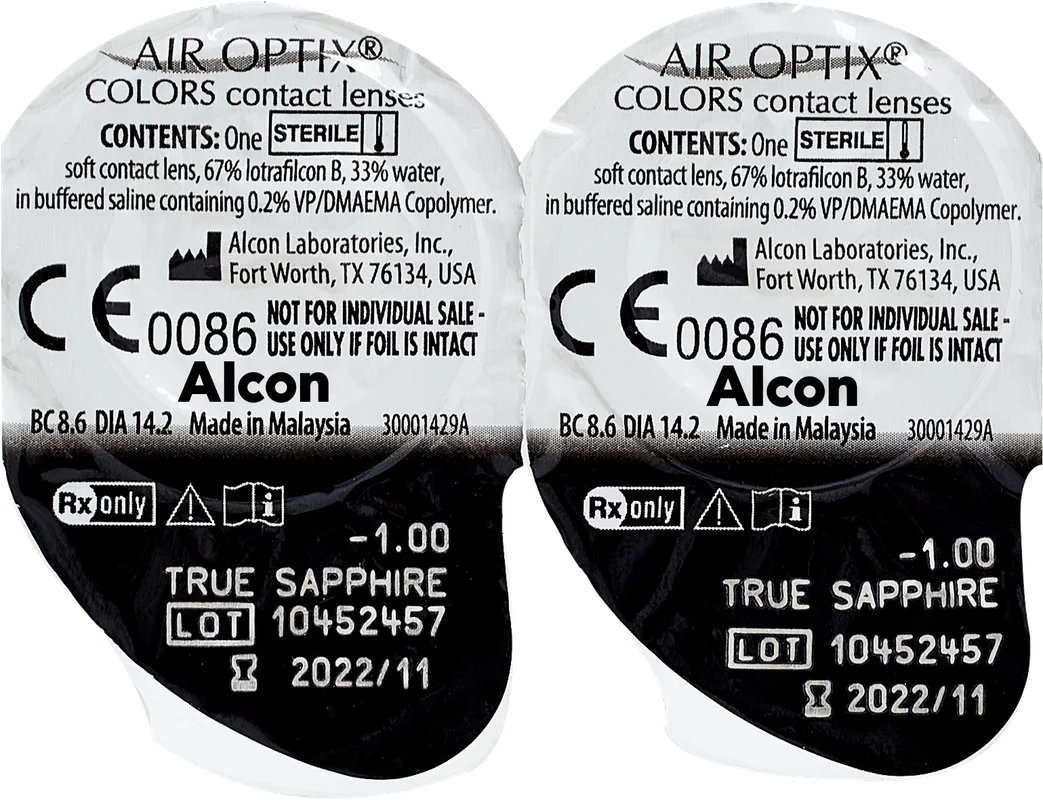 AIR OPTIX®
COLORS contact lenses
CONTENTS: One STERILE
soft contact lens, 67% lotrafilcon B, 33% water,
in buffered saline containing 0.2% VP/DMAEMA Copolymer.
Alcon Laboratories, Inc.,
Fort Worth, TX 76134, USA
CE 0086 NOT FOR INDIVIDUAL SALE -
USE ONLY IF FOIL IS INTACT
Alcon
BC 8.6 DIA 14.2 Made in Malaysia 30001429A
Rx only
-1.00
TRUE SAPPHIRE
LOT 10452457
2022/11
AIR OPTIX®
COLORS contact lenses
CONTENTS: One STERILE
soft contact lens, 67% lotrafilcon B, 33% water,
in buffered saline containing 0.2% VP/DMAEMA Copolymer.
Alcon Laboratories, Inc.,
Fort Worth, TX 76134, USA
CE 0086 NOT FOR INDIVIDUAL SALE -
USE ONLY IF FOIL IS INTACT
Alcon
BC 8.6 DIA 14.2 Made in Malaysia 30001429A
Rx only
-1.00
TRUE SAPPHIRE
LOT 10452457
2022/11